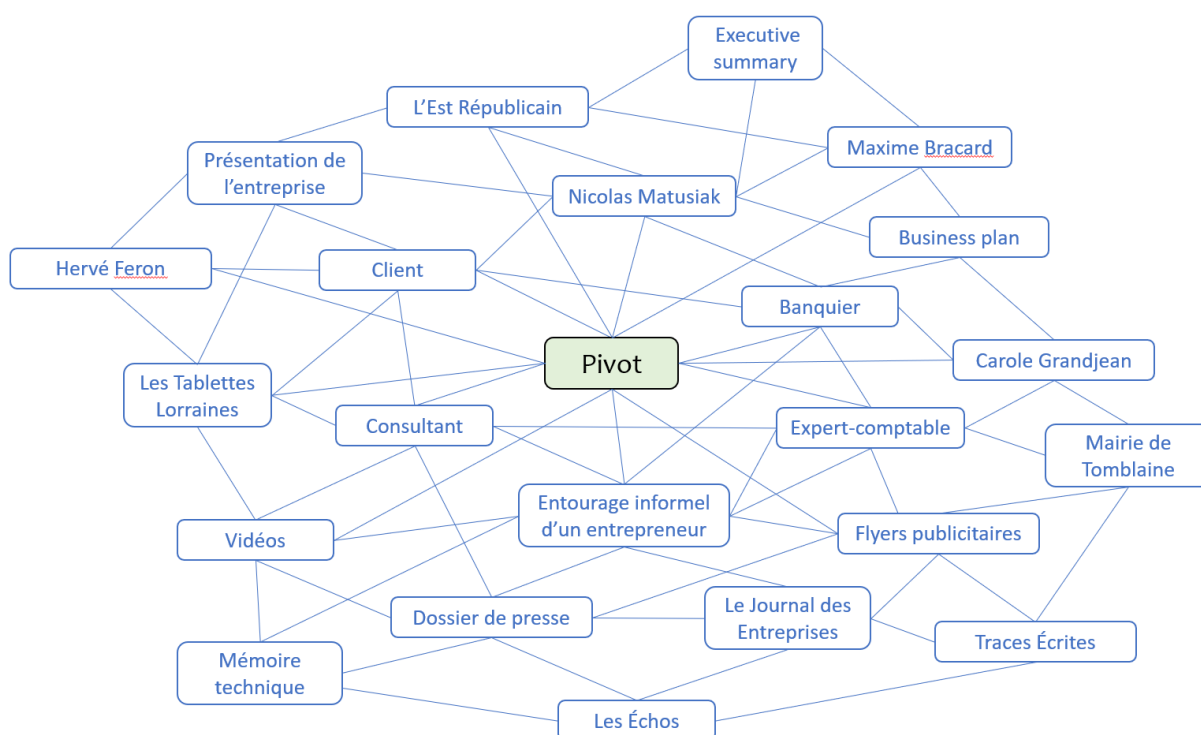 Executive
summary
L'Est Républicain
Maxime Bracard
Présentation de
l'entreprise
Nicolas Matusiak
Business plan
Hervé Feron
Client
Banquier
Pivot
Carole Grandjean
Les Tablettes
Lorraines
Consultant
Expert-comptable
Mairie de
Tomblaine
Entourage informel
d'un entrepreneur
Vidéos
Flyers publicitaires
Dossier de presse
Le Journal des
Entreprises
Traces Écrites
Mémoire
technique
Les Échos